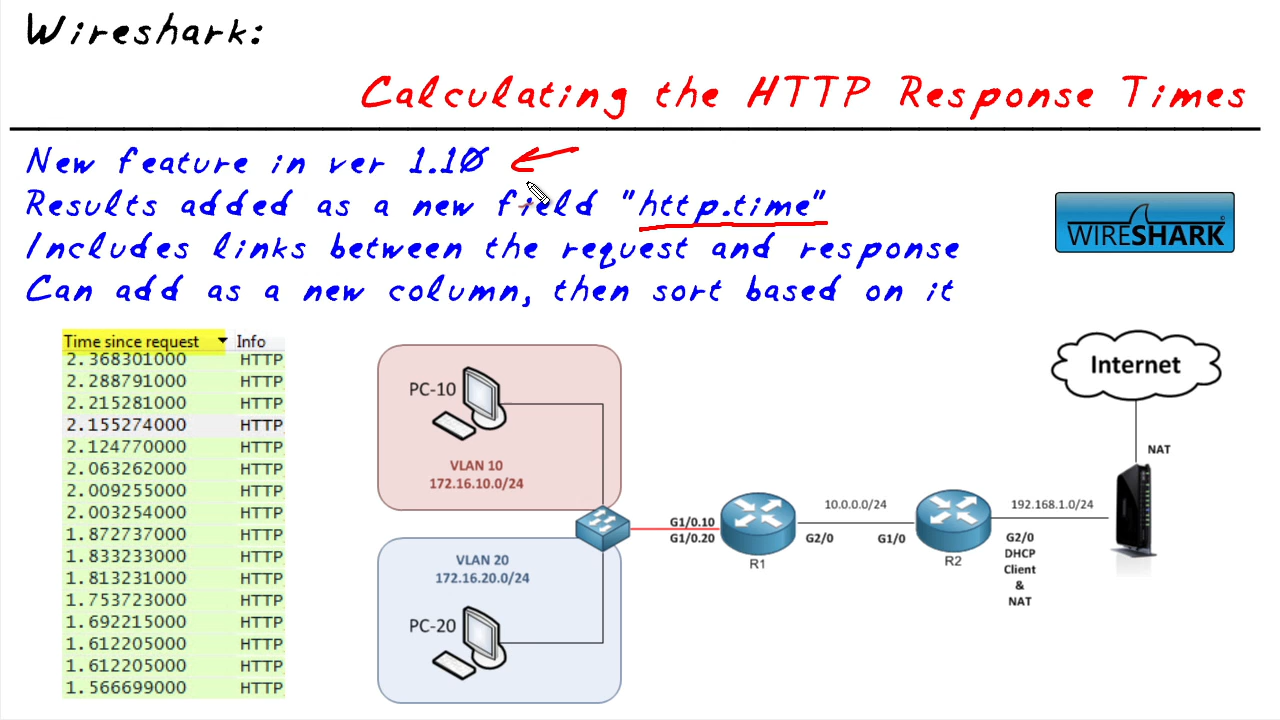 Wireshark:
Calculating the HTTP Response Times
New feature in ver 1.10
Results added as a new field "http.time"
Includes links between the request and response
Can add as a new column, then sort based on it
WIRESHARK
©
Time since request Info
2.368301000 HTTP
2.288791000 HTTP
2.215281000 HTTP
2.155274000 HTTP
2.124770000 HTTP
2.063262000 HTTP
2.009255000 HTTP
2.003254000 HTTP
1.872737000 HTTP
1.833233000 HTTP
1.813231000 HTTP
1.753723000 HTTP
1.692215000 HTTP
1.612205000 HTTP
1.612205000 HTTP
1.566699000 HTTP
PC-10
VLAN 10
172.16.10.0/24
VLAN 20
172.16.20.0/24
PC-20
G1/0.10
G1/0.20
R1
G2/0
10.0.0.0/24
G1/0
R2
192.168.1.0/24
G2/0
DHCP
Client
&
NAT
Internet
NAT